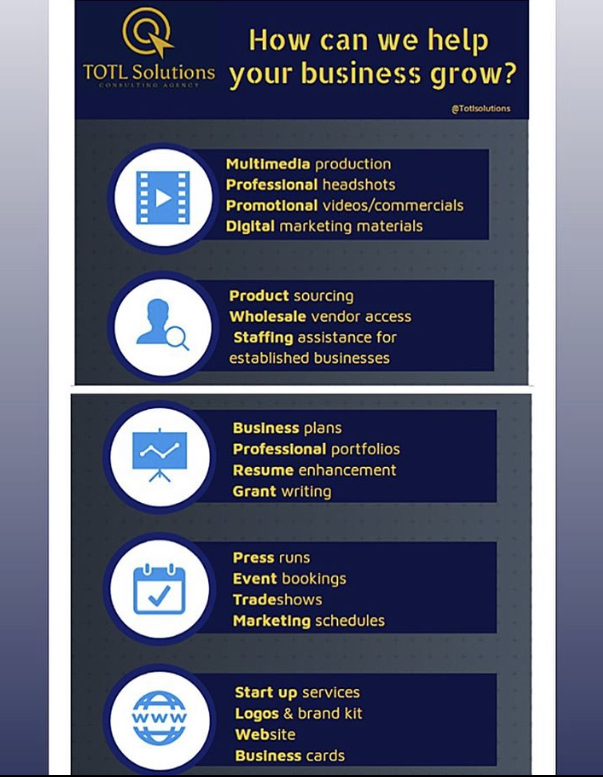 How can we help
your business grow?
TOTL Solutions
CONSULTING AGENCY
@Totlsolutions
Multimedia production
Professional headshots
Promotional videos/commercials
Digital marketing materials
Product sourcing
Wholesale vendor access
Staffing assistance for
established businesses
Business plans
Professional portfolios
Resume enhancement
Grant writing
Press runs
Event bookings
Tradeshows
Marketing schedules
Start up services
Logos & brand kit
Website
Business cards
www